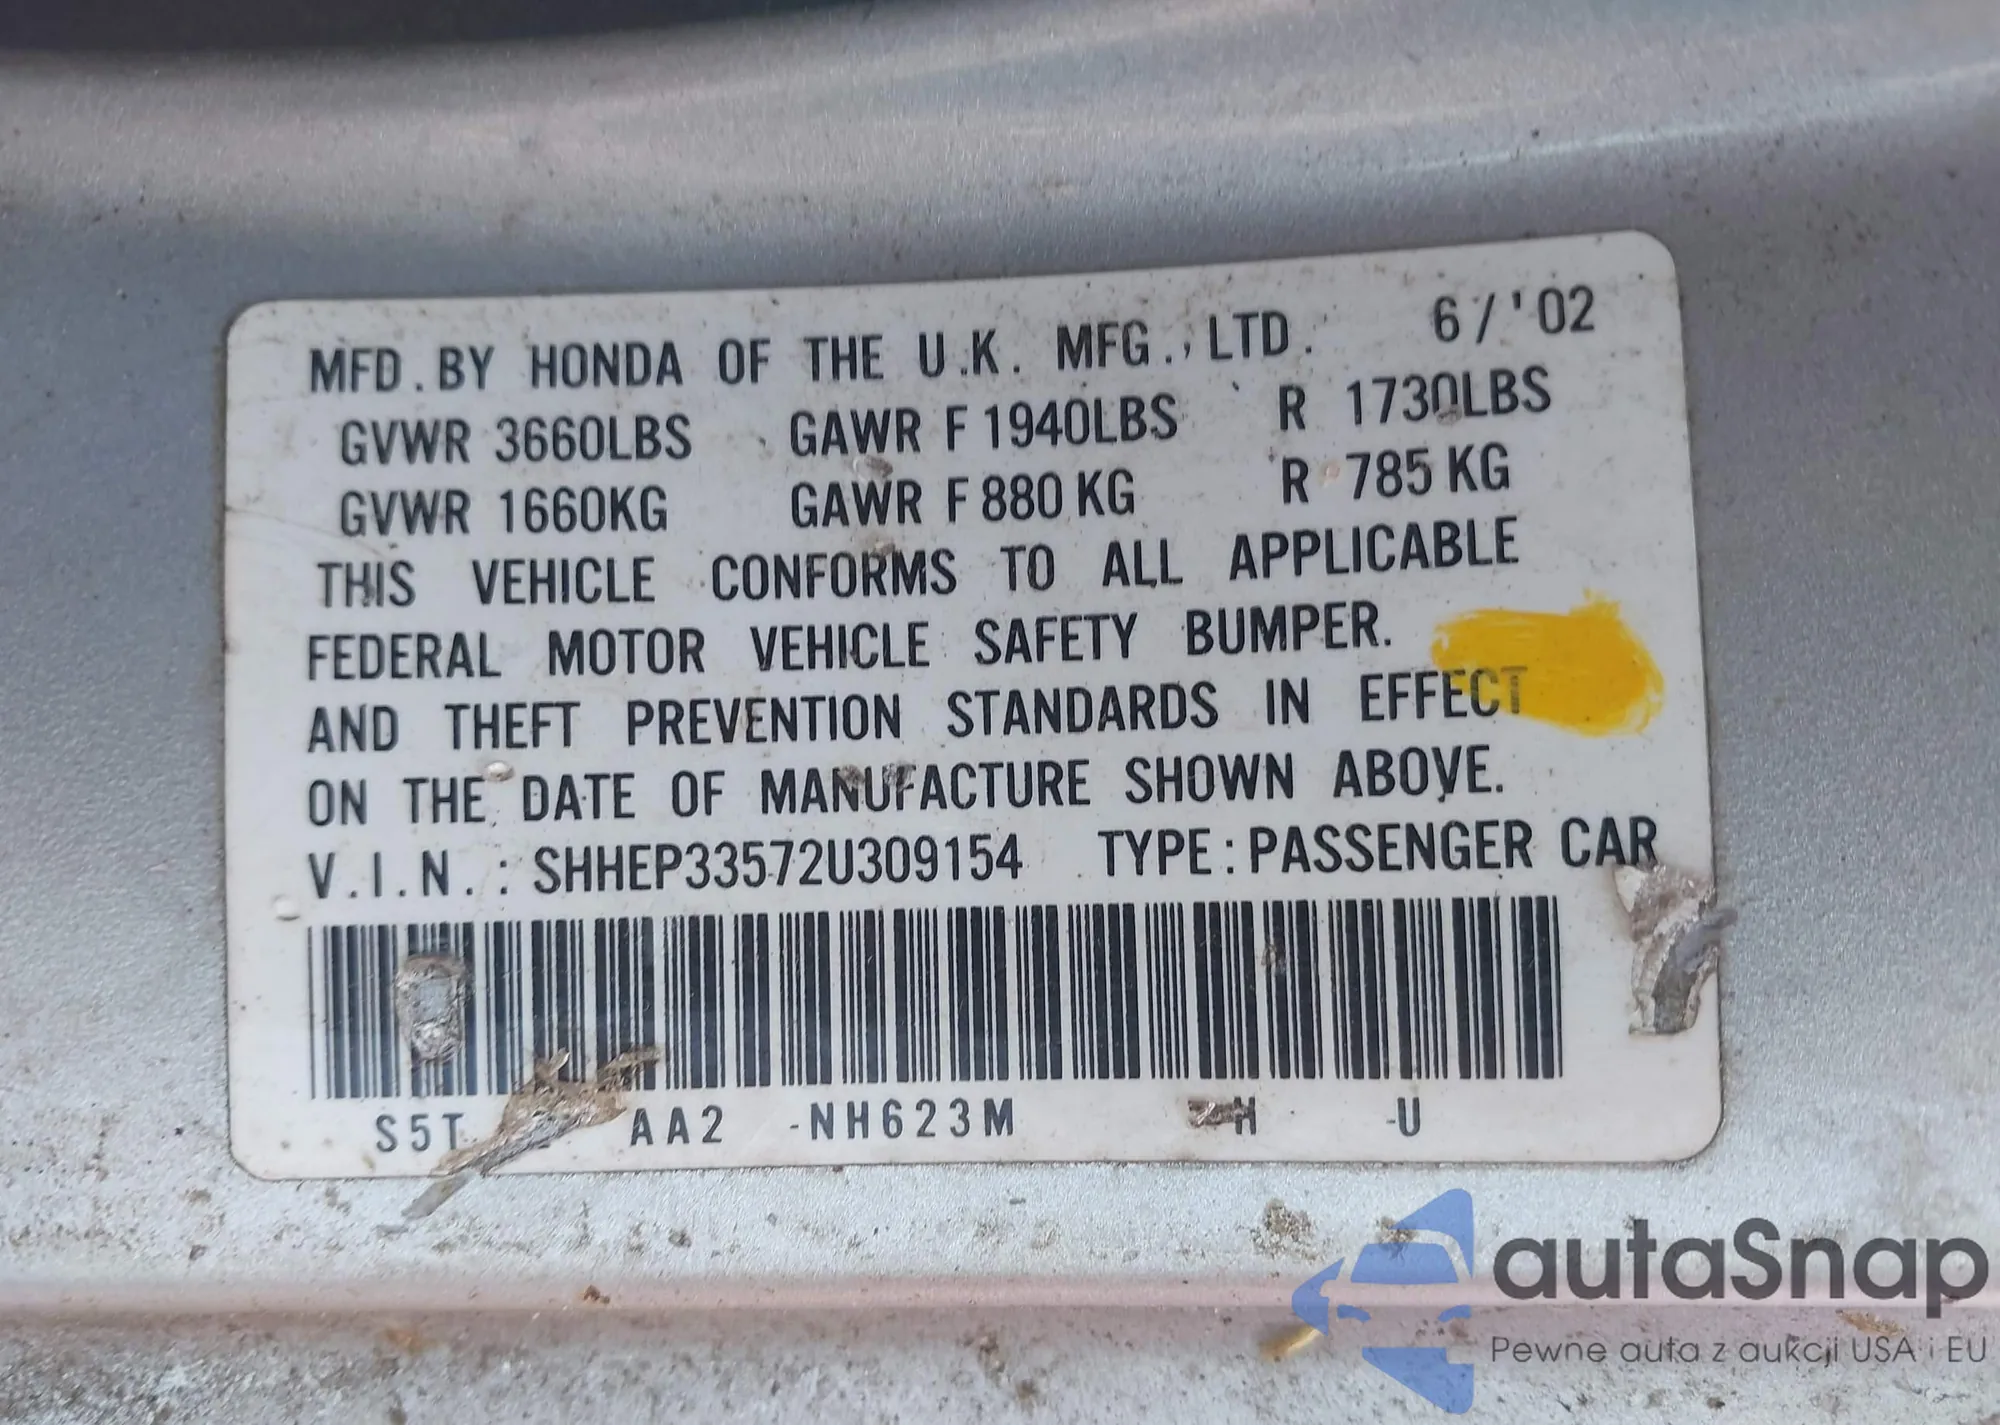 MFD.BY HONDA OF THE U.K. MFG., LTD. 6/'02
GVWR 3660LBS GAWR F 1940LBS R 1730LBS
GVWR 1660KG GAWR F 880 KG R 785 KG
THIS VEHICLE CONFORMS TO ALL APPLICABLE
FEDERAL MOTOR VEHICLE SAFETY BUMPER.
AND THEFT PREVENTION STANDARDS IN EFFECT
ON THE DATE OF MANUFACTURE SHOWN ABOVE.
V.I.N.: SHHEP33572U309154 TYPE: PASSENGER CAR
AA2 -NH623M H -U
autaSnap
Pewne auta z aukcji USA i EU